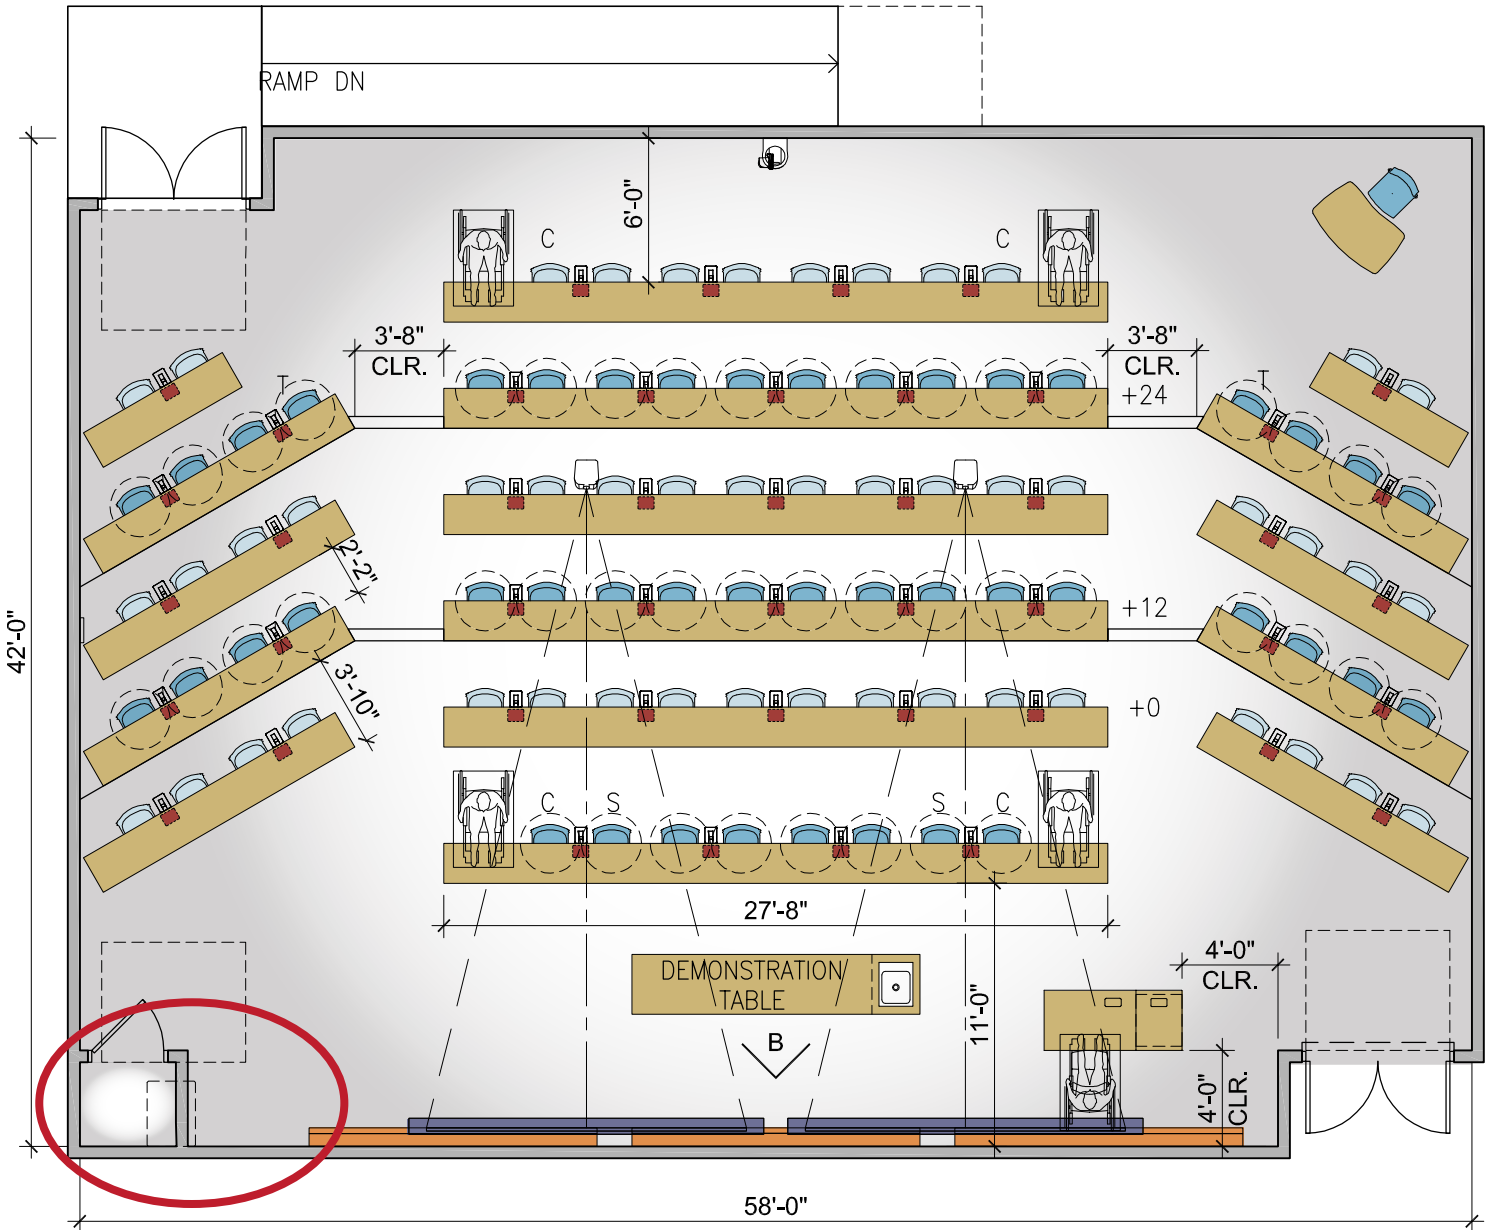 RAMP DN
6'-0"
C
C
3'-8"
CLR.
3'-8"
CLR.
T
T
+24
2'-2"
+12
42'-0"
3'-10"
+0
C
S
S
C
27'-8"
DEMONSTRATION
TABLE
4'-0"
CLR.
11'-0"
B
4'-0"
CLR.
58'-0"